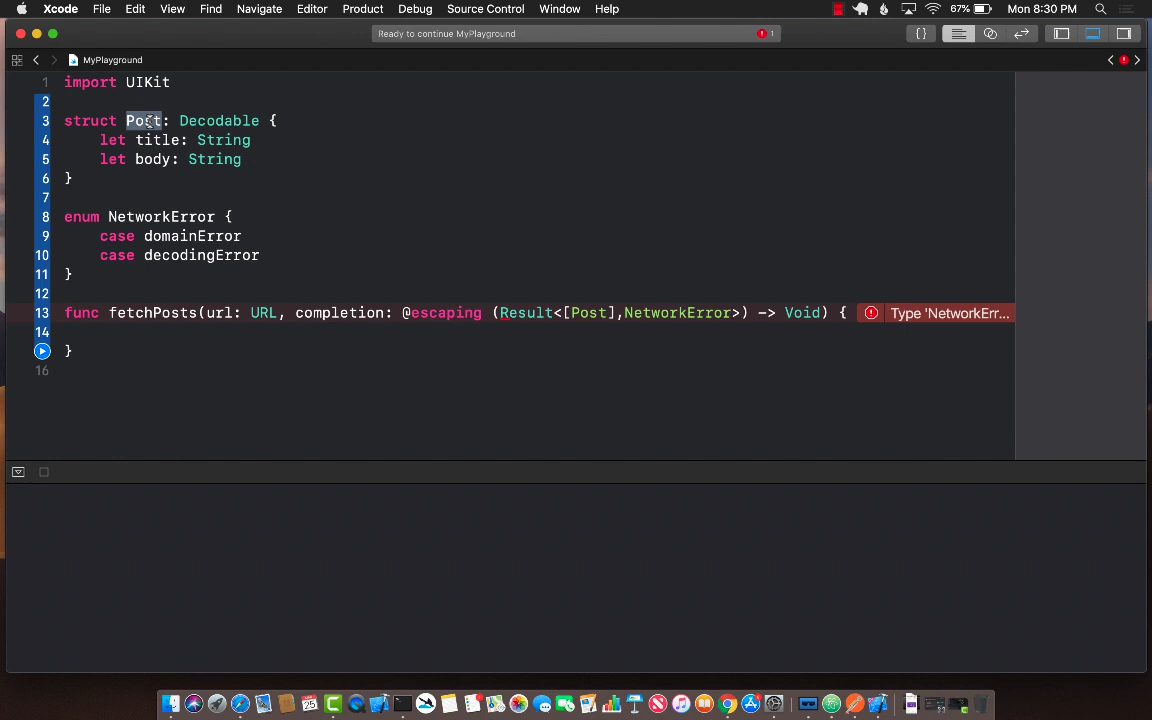 Xcode File Edit View Find Navigate Editor Product Debug Source Control Window Help 67% Mon 8:30 PM
Ready to continue MyPlayground 1
MyPlayground
1 import UIKit
2
3 struct Post: Decodable {
4 let title: String
5 let body: String
6 }
7
8 enum NetworkError {
9 case domainError
10 case decodingError
11 }
12
13 func fetchPosts(url: URL, completion: @escaping (Result<[Post],NetworkError>) -> Void) { Type 'NetworkErr...
14
}
16
25